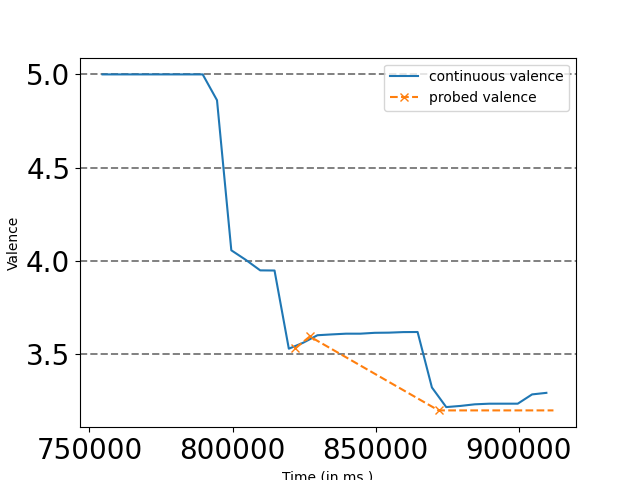 5.0
4.5
4.0
3.5
Valence
continuous valence
probed valence
750000 800000 850000 900000
Time (in ms )